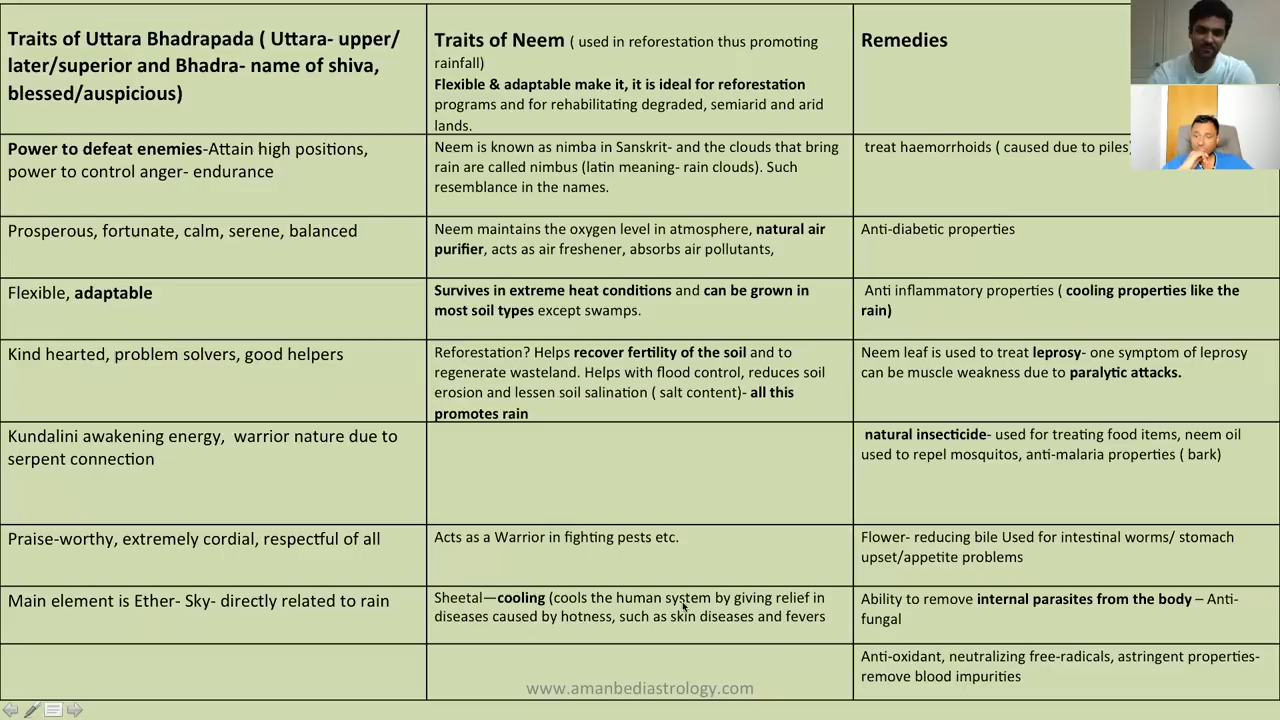 Traits of Uttara Bhadrapada ( Uttara- upper/
later/superior and Bhadra- name of shiva,
blessed/auspicious)
Traits of Neem ( used in reforestation thus promoting
rainfall)
Flexible & adaptable make it, it is ideal for reforestation
programs and for rehabilitating degraded, semiarid and arid
lands.
Remedies
Power to defeat enemies-Attain high positions,
power to control anger- endurance
Neem is known as nimba in Sanskrit- and the clouds that bring
rain are called nimbus (latin meaning- rain clouds). Such
resemblance in the names.
treat haemorrhoids ( caused due to piles)
Prosperous, fortunate, calm, serene, balanced
Neem maintains the oxygen level in atmosphere, natural air
purifier, acts as air freshener, absorbs air pollutants,
Anti-diabetic properties
Flexible, adaptable
Survives in extreme heat conditions and can be grown in
most soil types except swamps.
Anti inflammatory properties ( cooling properties like the
rain)
Kind hearted, problem solvers, good helpers
Reforestation? Helps recover fertility of the soil and to
regenerate wasteland. Helps with flood control, reduces soil
erosion and lessen soil salination ( salt content)- all this
promotes rain
Neem leaf is used to treat leprosy- one symptom of leprosy
can be muscle weakness due to paralytic attacks.
Kundalini awakening energy, warrior nature due to
serpent connection
natural insecticide- used for treating food items, neem oil
used to repel mosquitos, anti-malaria properties ( bark)
Praise-worthy, extremely cordial, respectful of all
Acts as a Warrior in fighting pests etc.
Flower- reducing bile Used for intestinal worms/ stomach
upset/appetite problems
Main element is Ether- Sky- directly related to rain
Sheetal—cooling (cools the human system by giving relief in
diseases caused by hotness, such as skin diseases and fevers
Ability to remove internal parasites from the body – Anti-
fungal
Anti-oxidant, neutralizing free-radicals, astringent properties-
remove blood impurities
www.amanbediastrology.com